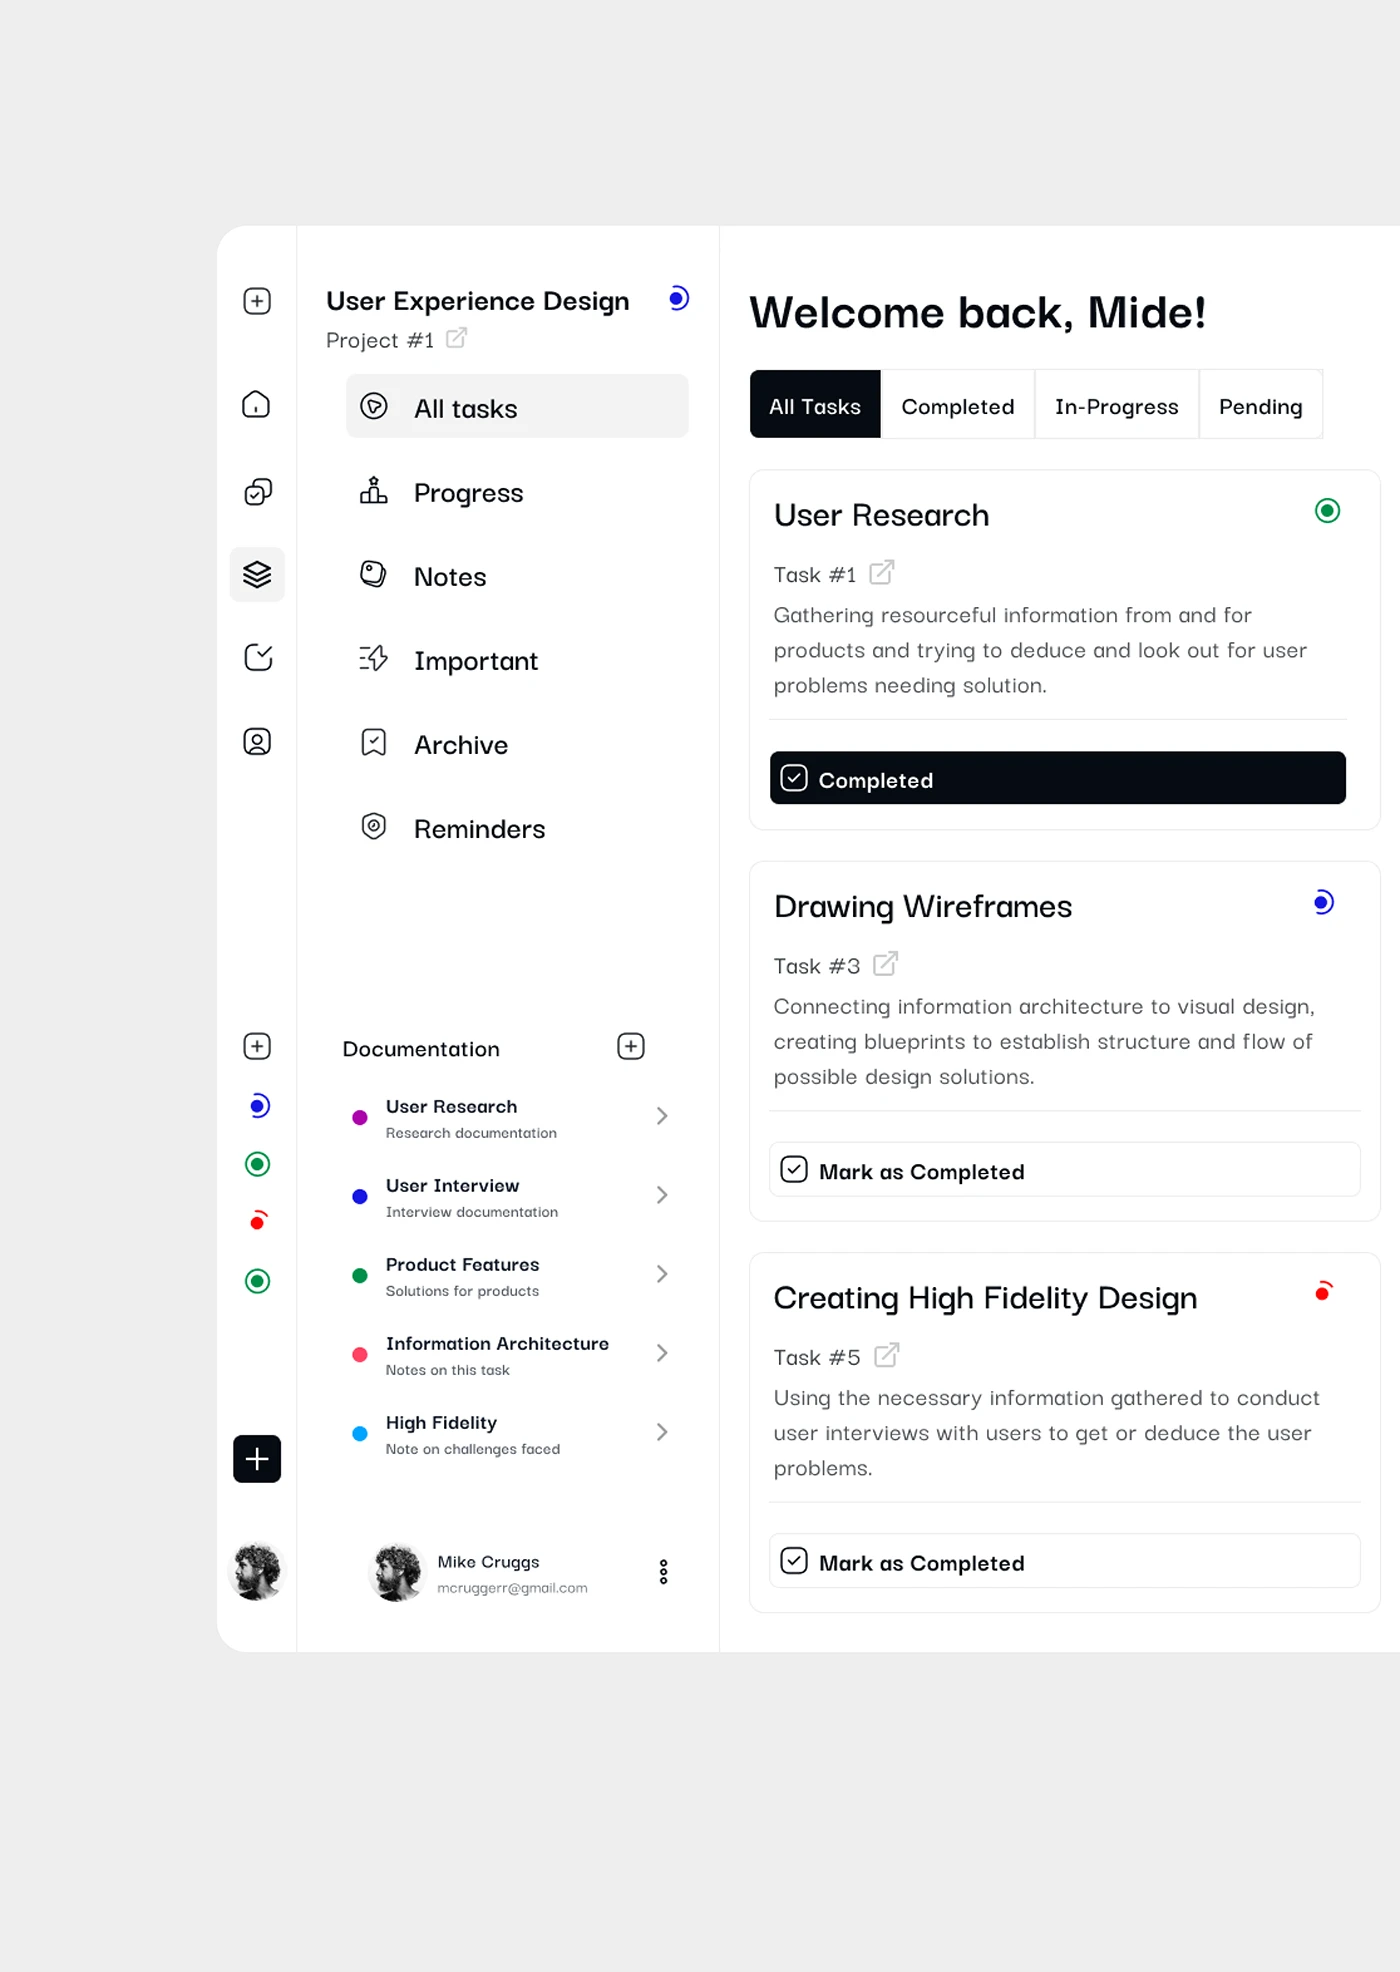 User Experience Design
Project #1
All tasks
Progress
Notes
Important
Archive
Reminders
Documentation
User Research
Research documentation
User Interview
Interview documentation
Product Features
Solutions for products
Information Architecture
Notes on this task
High Fidelity
Note on challenges faced
Mike Cruggs
mcruggerr@gmail.com
Welcome back, Mide!
All Tasks
Completed
In-Progress
Pending
User Research
Task #1
Gathering resourceful information from and for
products and trying to deduce and look out for user
problems needing solution.
Completed
Drawing Wireframes
Task #3
Connecting information architecture to visual design,
creating blueprints to establish structure and flow of
possible design solutions.
Mark as Completed
Creating High Fidelity Design
Task #5
Using the necessary information gathered to conduct
user interviews with users to get or deduce the user
problems.
Mark as Completed